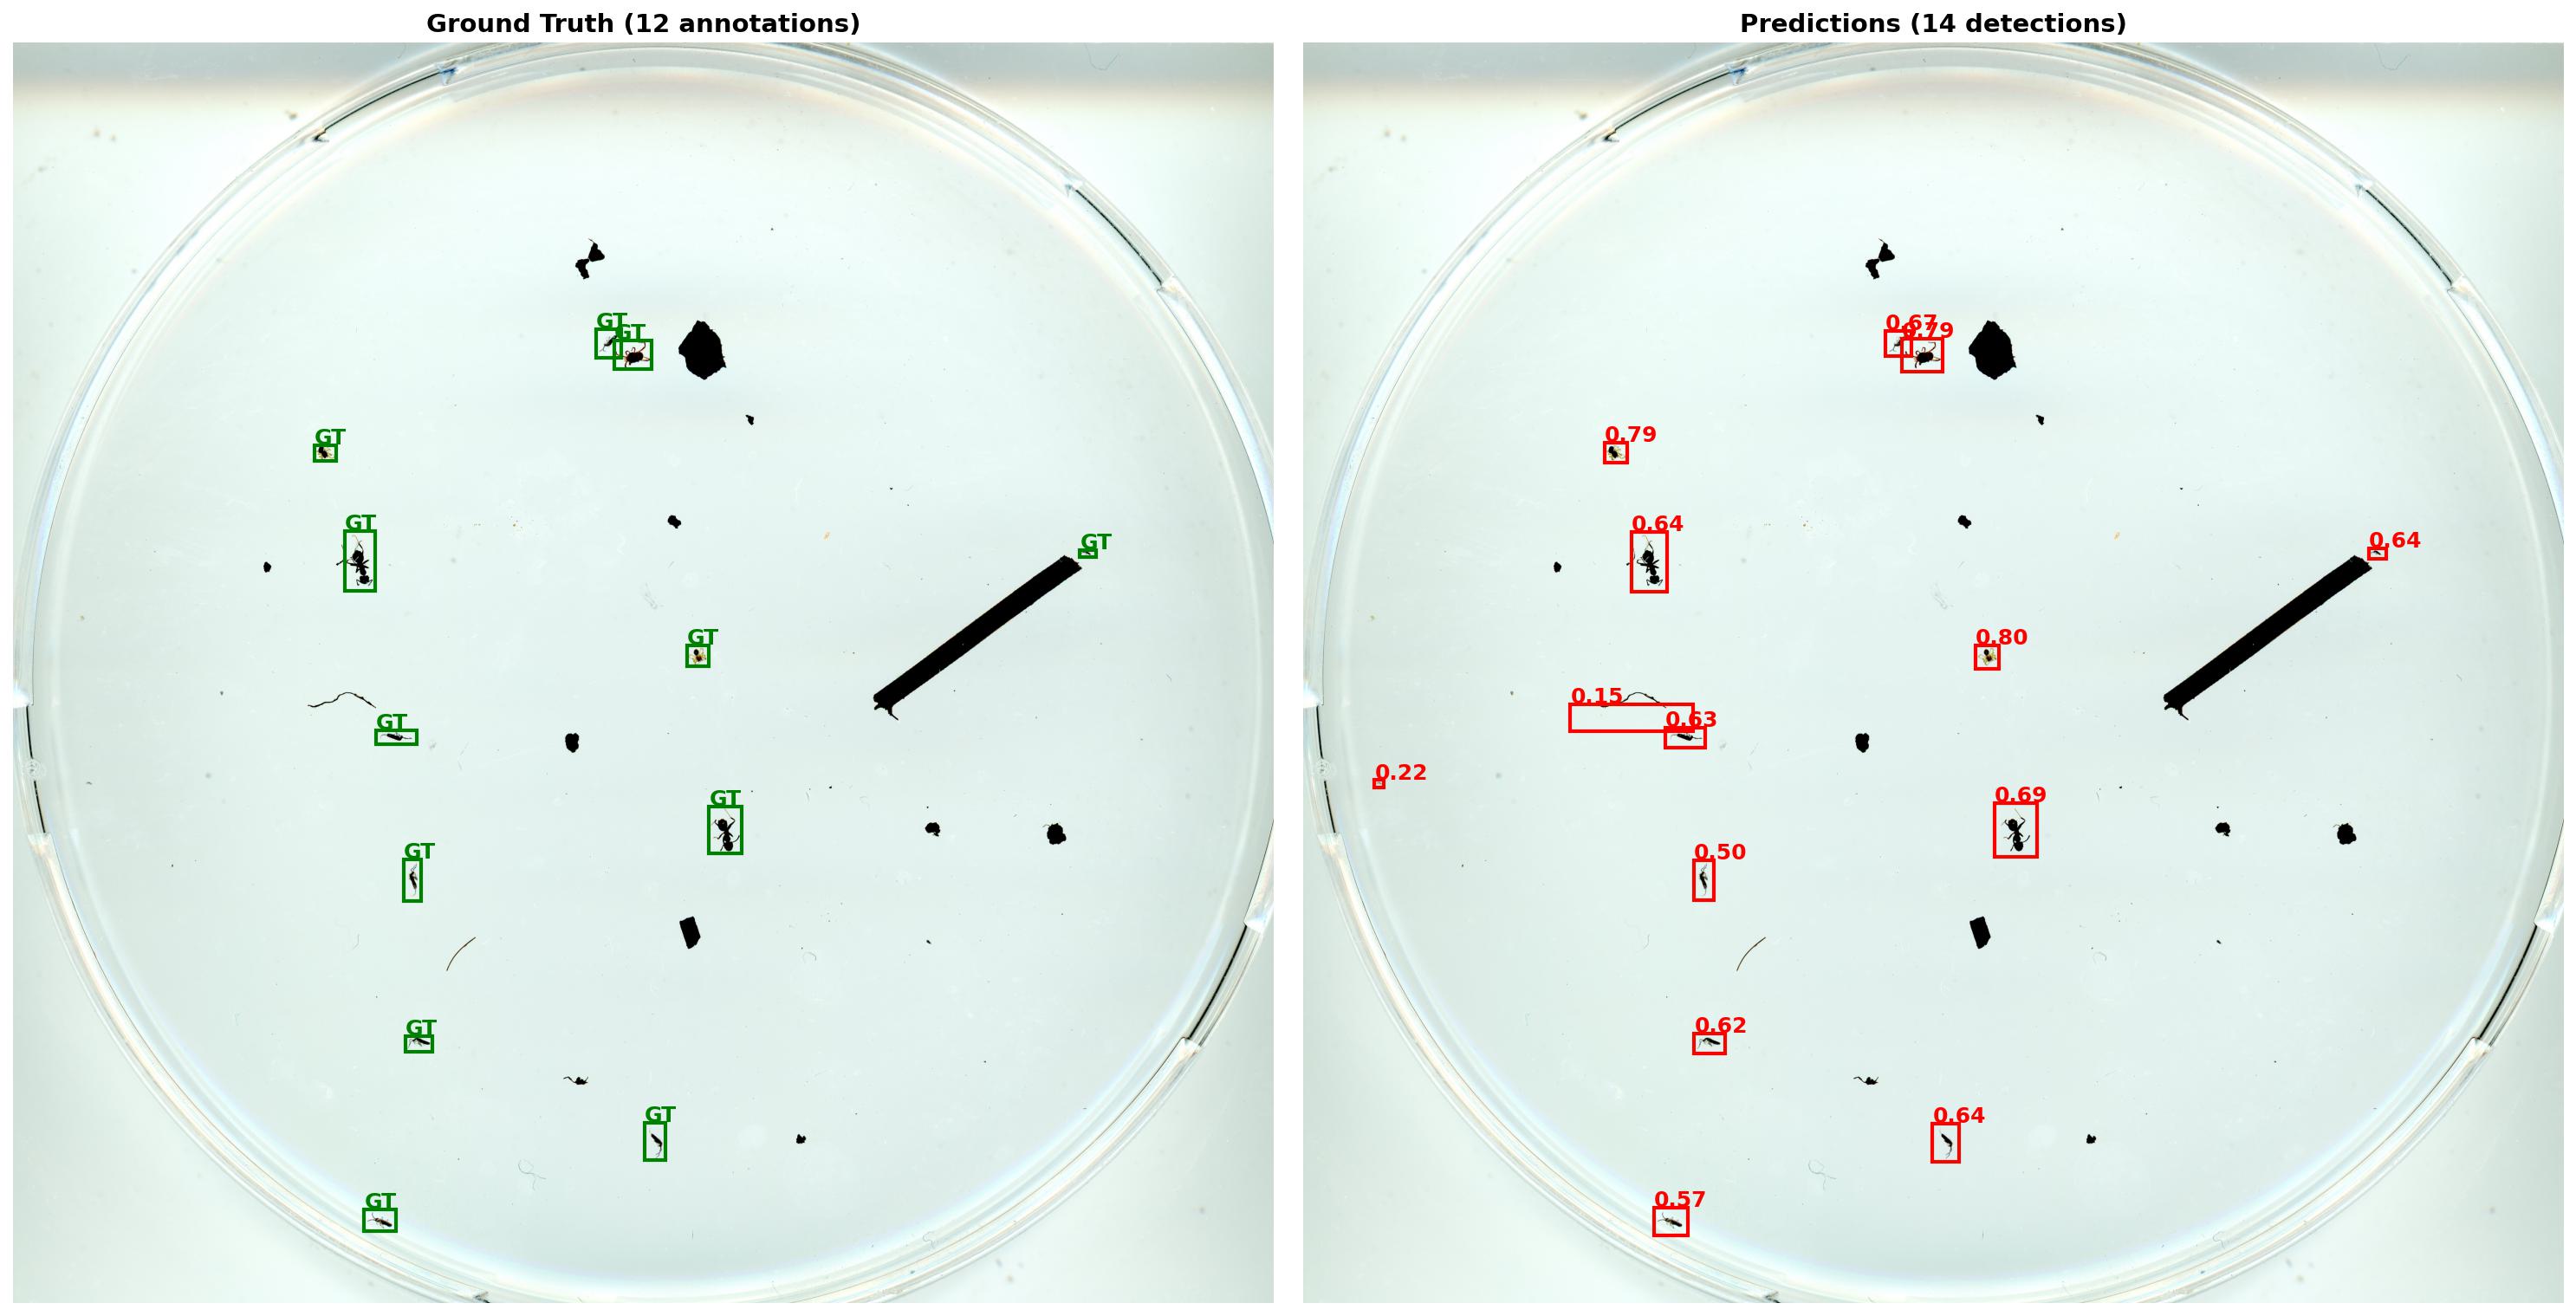 Ground Truth (12 annotations)
GT
GT
GT
GT
GT
GT
GT
GT
GT
GT
GT
GT
Predictions (14 detections)
0.67
0.79
0.79
0.64
0.64
0.80
0.15
0.63
0.22
0.69
0.50
0.62
0.64
0.57